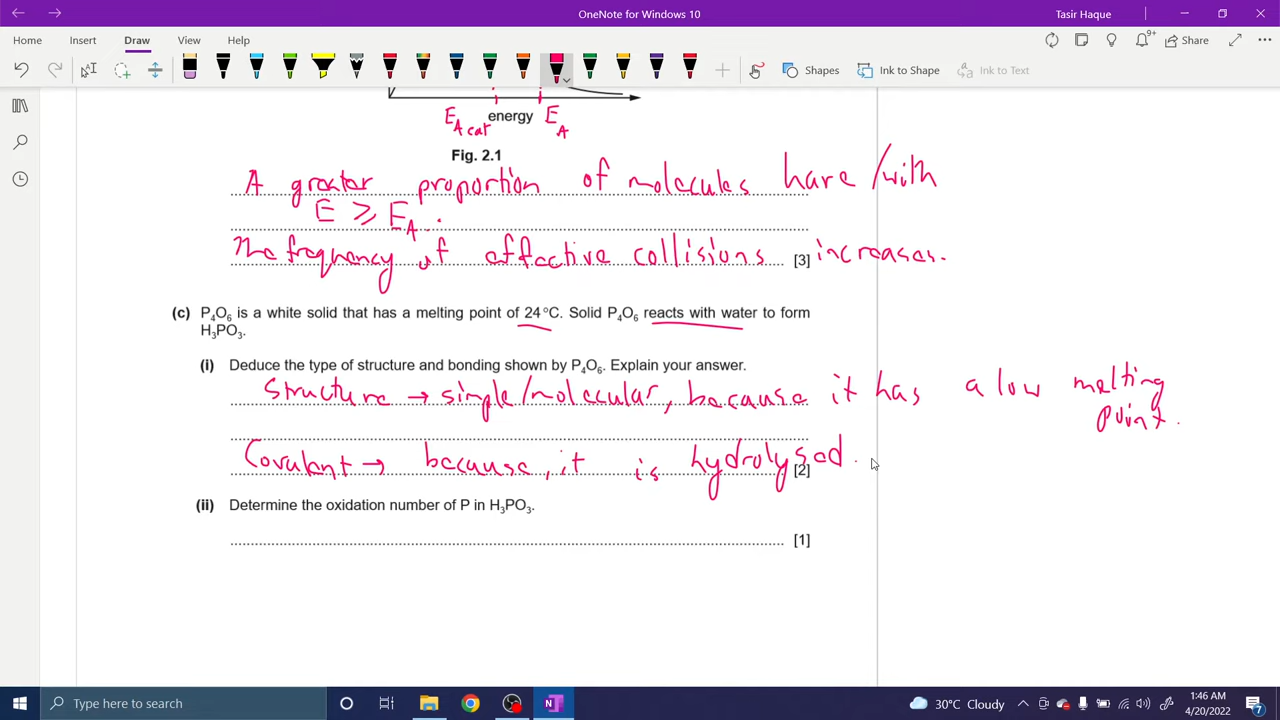 OneNote for Windows 10
Tasir Haque
Home Insert Draw View Help
9+
Share
Shapes
Ink to Shape
Ink to Text
E A cat energy E A
Fig. 2.1
A greater proportion of molecules have/with
E ⩾ E A.
The frequency of effective collisions [3] increases.
(c) P₄O₆ is a white solid that has a melting point of 24 °C. Solid P₄O₆ reacts with water to form
H₃PO₃.
(i) Deduce the type of structure and bonding shown by P₄O₆. Explain your answer.
Structure → simple/molecular, because it has a low melting
point.
Covalent → because, it is hydrolysed. [2]
(ii) Determine the oxidation number of P in H₃PO₃.
[1]
Type here to search
30°C Cloudy
1:46 AM
4/20/2022
7